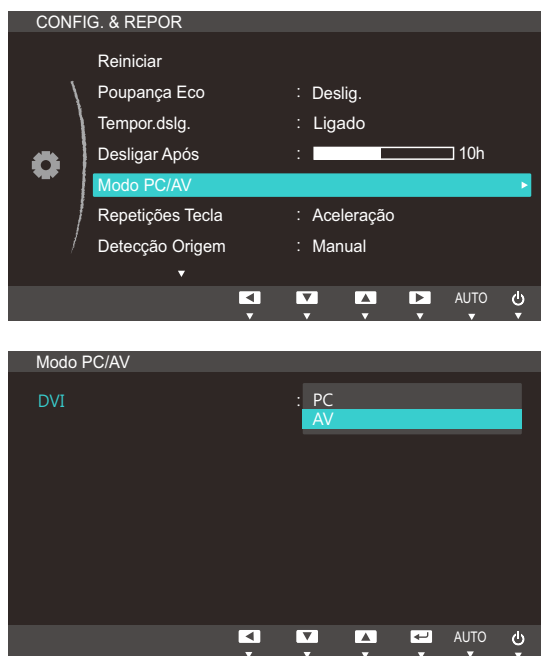 CONFIG. & REPOR
Reiniciar
Poupança Eco : Deslig.
Tempor.dslg. : Ligado
Desligar Após : 10h
Modo PC/AV
Repetições Tecla : Aceleração
Detecção Origem : Manual
AUTO
Modo PC/AV
DVI : PC
AV
AUTO